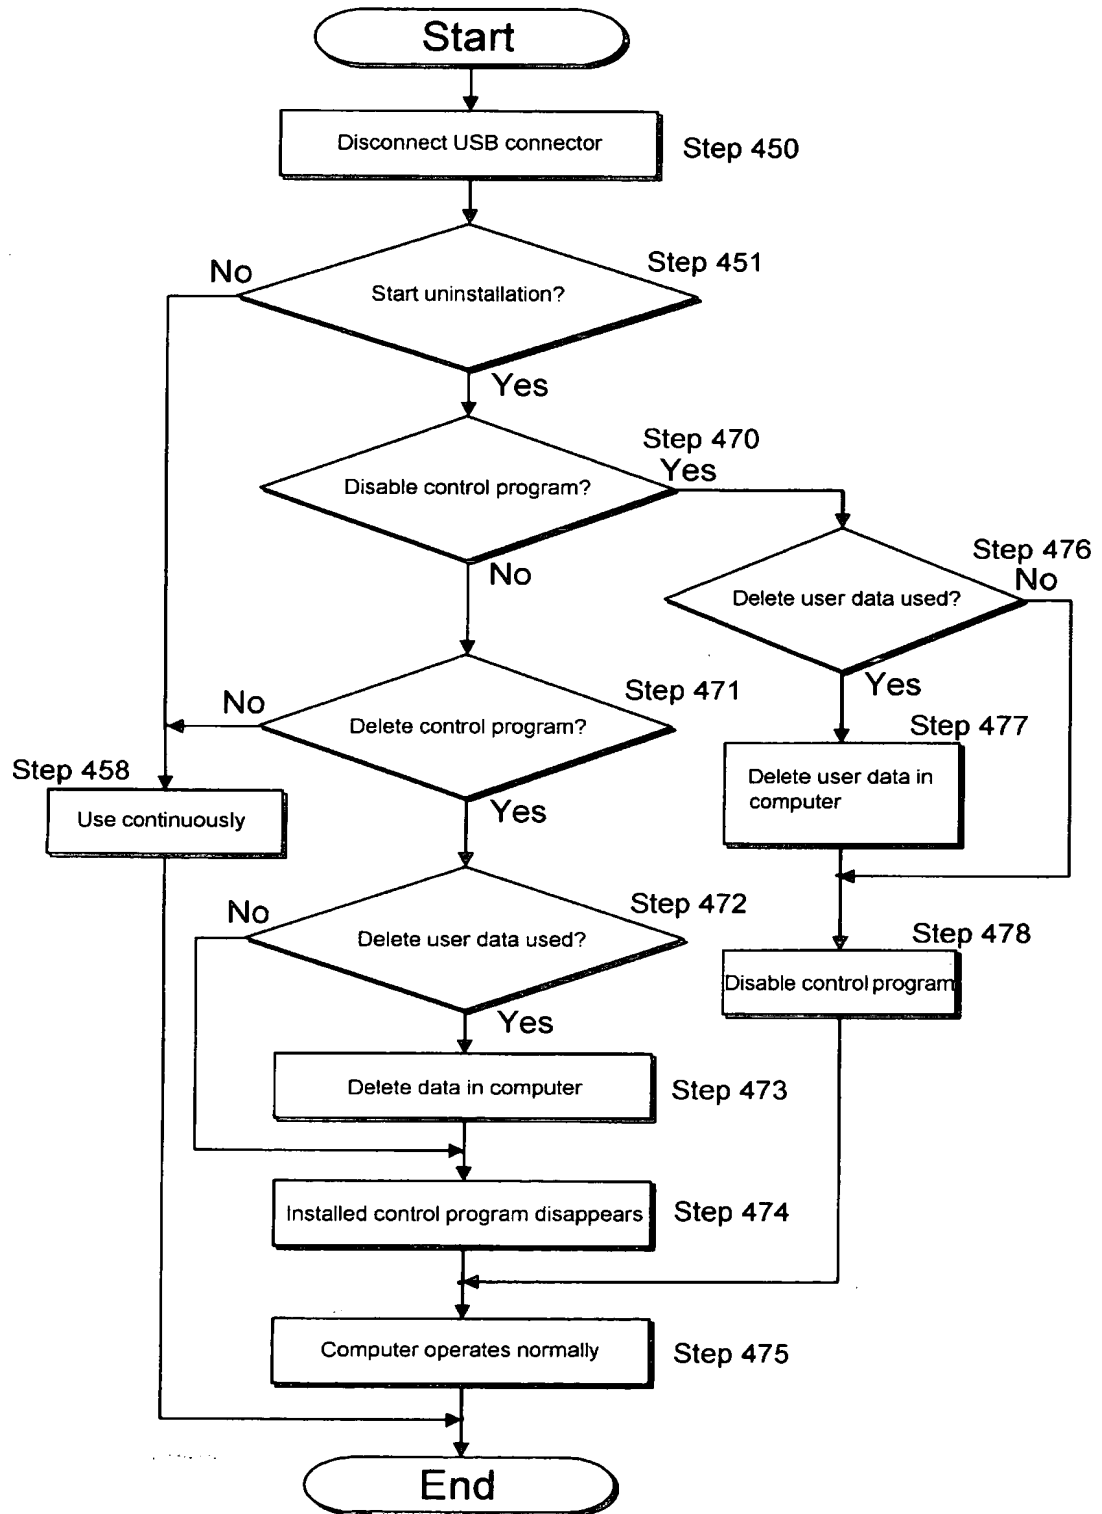 Start
Disconnect USB connector
Step 450
Step 451
No
Start uninstallation?
Yes
Step 470
Yes
Disable control program?
No
Step 476
No
Delete user data used?
Yes
Step 471
No
Delete control program?
Yes
Step 477
Delete user data in
computer
Step 458
Use continuously
Step 472
No
Delete user data used?
Yes
Step 478
Disable control program
Delete data in computer
Step 473
Installed control program disappears
Step 474
Computer operates normally
Step 475
End